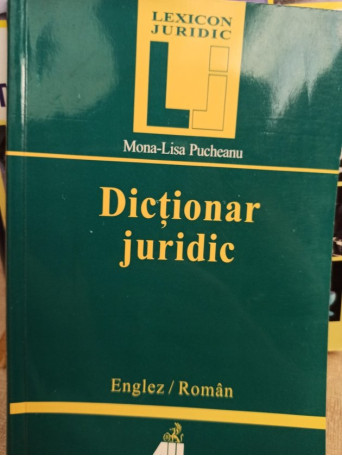 LEXICON
JURIDIC
Mona-Lisa Pucheanu
Dicționar
juridic
Englez / Român